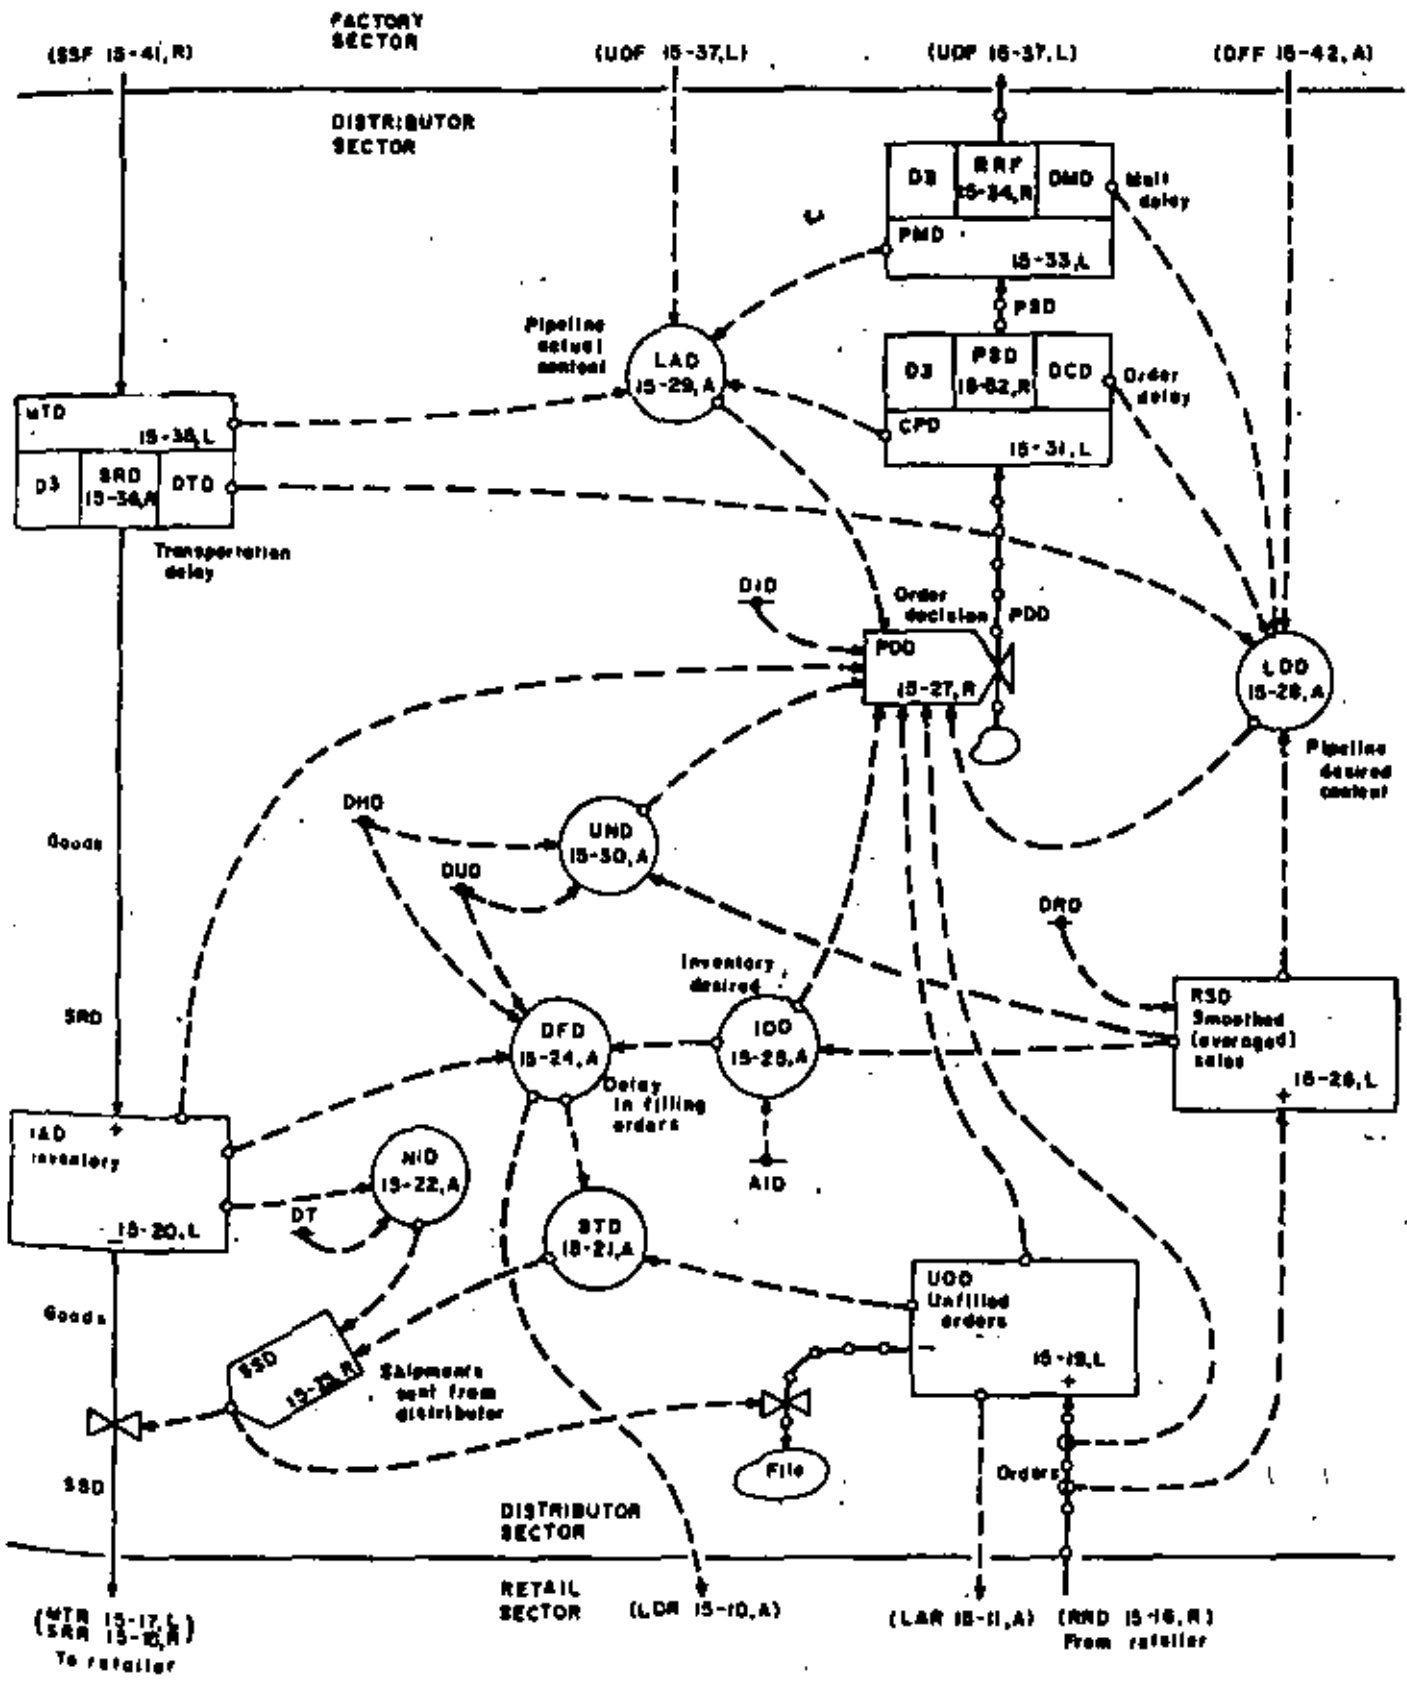 FACTORY
SECTOR
(SSF 15-41, R)
(UOF 15-37, L)
(UOF 15-37, L)
(DFF 15-42, A)
DISTRIBUTOR
SECTOR
D3
RRF
15-34, R
DMD
Mail
delay
PMD
15-33, L
PSD
Pipeline
actual
content
LAD
15-29, A
D3
PSD
15-32, R
DCD
Order
delay
CPD
15-31, L
MTD
15-35, L
D3
SRD
15-36, R
DTD
Transportation
delay
DID
Order
decision
PDD
PDD
15-27, R
LDD
15-28, A
Pipeline
desired
content
DHD
UND
15-30, A
Goods
DUD
DRD
Inventory
desired
SRD
DFD
15-24, A
IDD
15-25, A
RSD
Smoothed
(averaged)
sales
15-26, L
+
Delay
in filling
orders
IAD
Inventory
+
15-20, L
−
NID
15-22, A
DT
AID
STD
15-21, A
UOD
Unfilled
orders
−
15-19, L
+
Goods
SSD
15-23, R
Shipments
sent from
distributor
File
Orders
SSD
DISTRIBUTOR
SECTOR
RETAIL
SECTOR
(MTR 15-17, L
SRR 15-18, R)
To retailer
(LDR 15-10, A)
(LAR 15-11, A)
(RRD 15-16, R)
From retailer